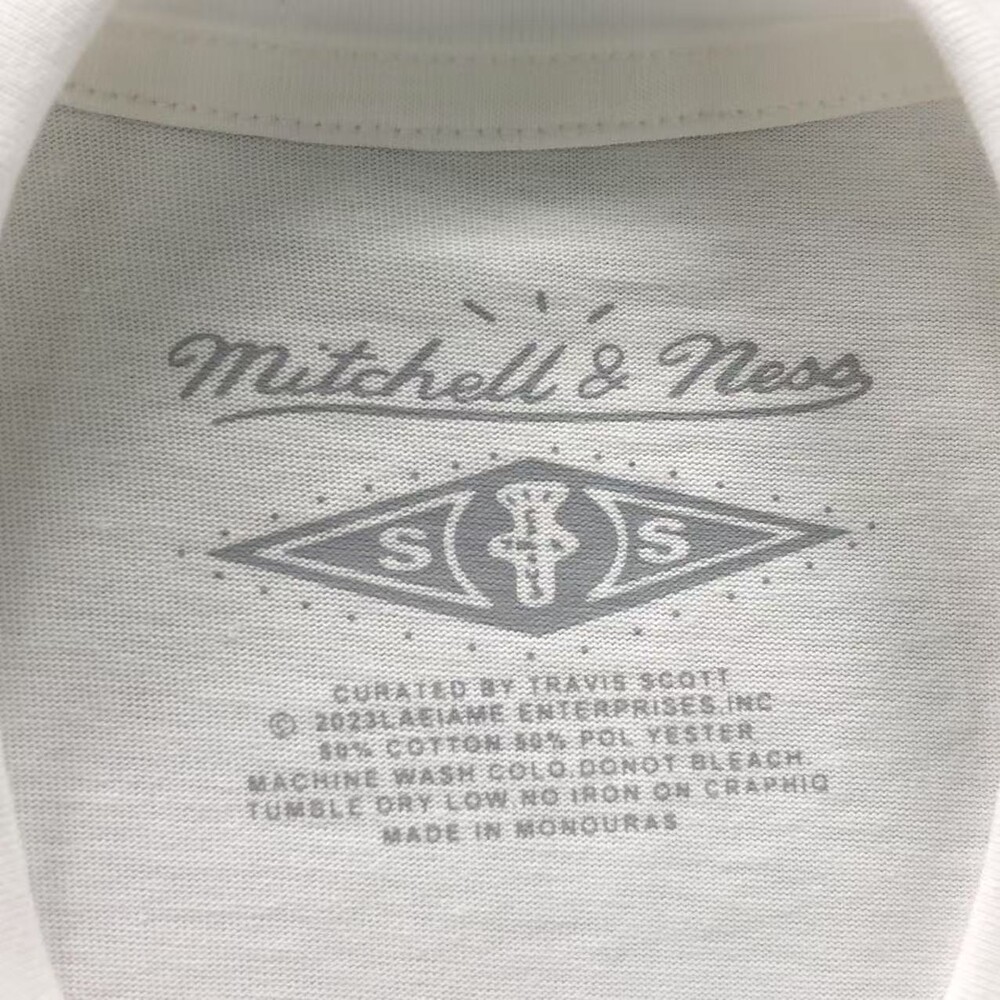 Mitchell & Ness
S S
CURATED BY TRAVIS SCOTT
© 2023LAEIAME ENTERPRISES.INC
50% COTTON 50% POL YESTER
MACHINE WASH COLO.DONOT BLEACH
TUMBLE DRY LOW.NO IRON ON CRAPHIQ
MADE IN MONOURAS